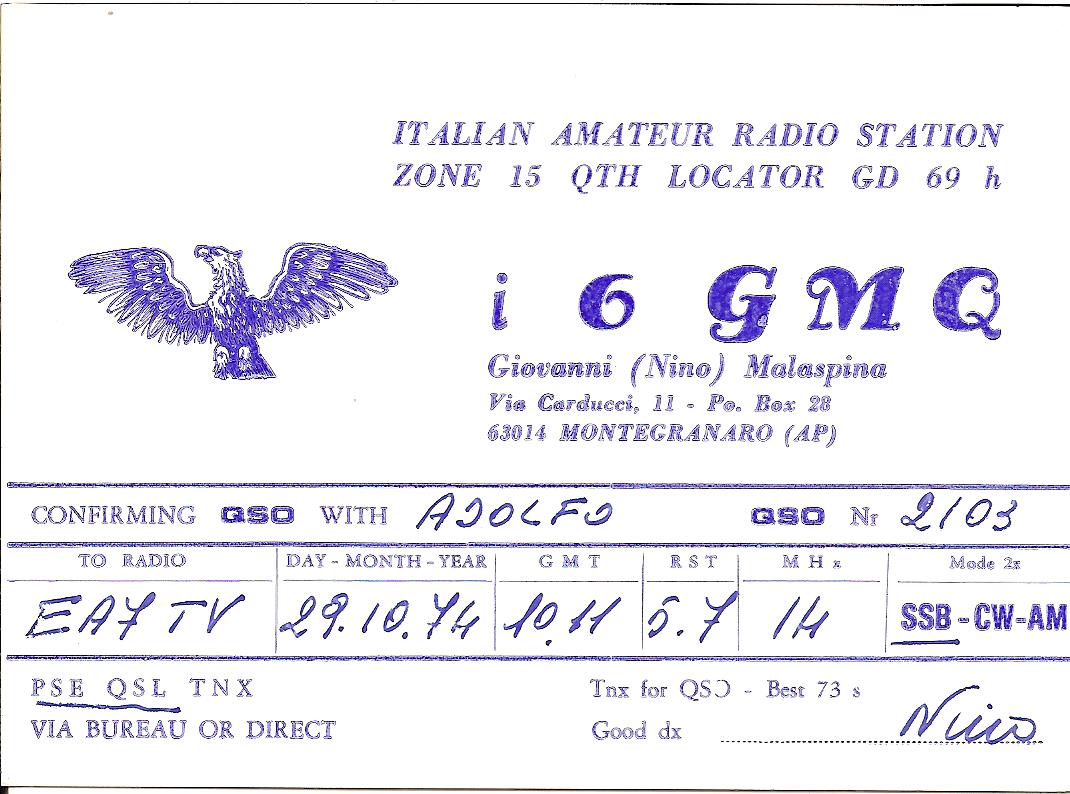 ITALIAN AMATEUR RADIO STATION
ZONE 15 QTH LOCATOR GD 69 h
i 6 GMQ
Giovanni (Nino) Malaspina
Via Carducci, 11 - Po. Box 28
63014 MONTEGRANARO (AP)
CONFIRMING QSO WITH ADOLFO QSO Nr 2103
TO RADIO DAY - MONTH - YEAR GMT RST MHz Mode 2x
EA7 TV 29.10.74 10.11 5.7 14 SSB-CW-AM
PSE QSL TNX Tnx for QSO - Best 73 s
VIA BUREAU OR DIRECT Good dx Nino